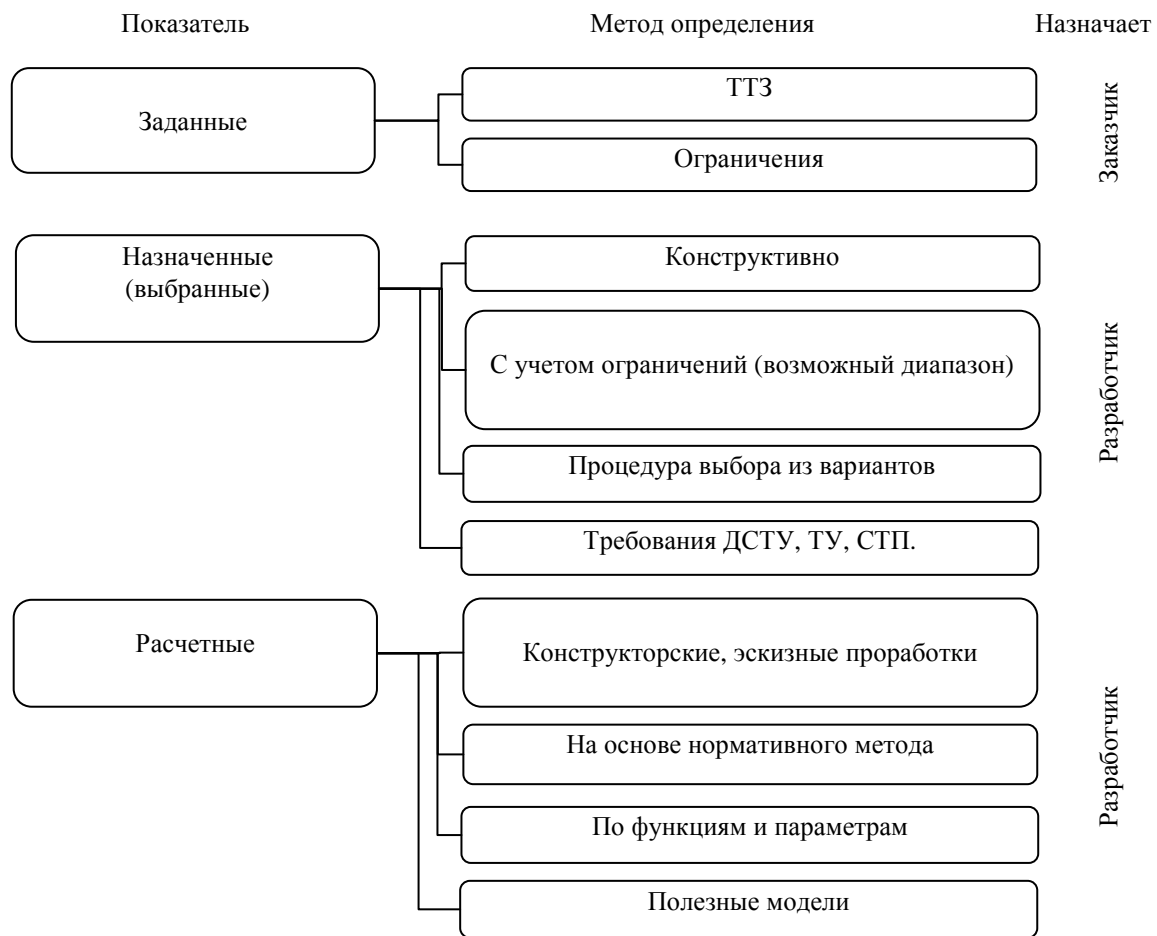 Показатель
Метод определения
Назначает
Заданные
ТТЗ
Ограничения
Заказчик
Назначенные
(выбранные)
Конструктивно
С учетом ограничений (возможный диапазон)
Процедура выбора из вариантов
Требования ДСТУ, ТУ, СТП.
Разработчик
Расчетные
Конструкторские, эскизные проработки
На основе нормативного метода
По функциям и параметрам
Полезные модели
Разработчик